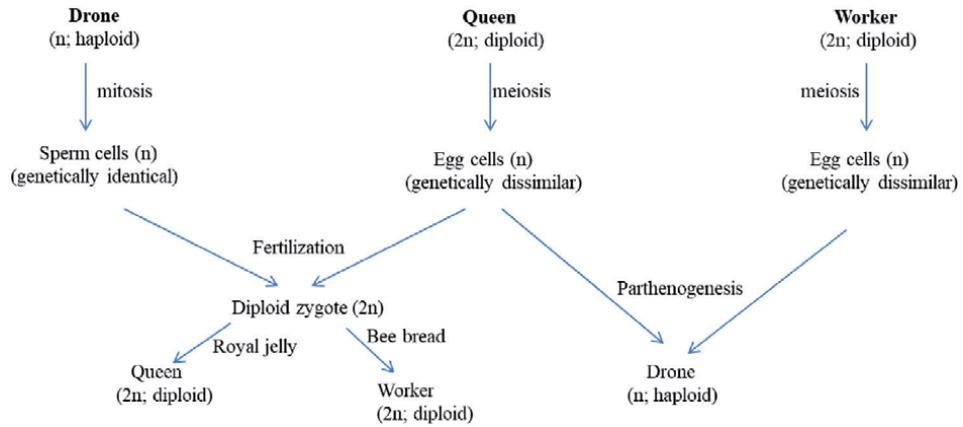 Drone
(n; haploid)
Queen
(2n; diploid)
Worker
(2n; diploid)
mitosis
meiosis
meiosis
Sperm cells (n)
(genetically identical)
Egg cells (n)
(genetically dissimilar)
Egg cells (n)
(genetically dissimilar)
Fertilization
Parthenogenesis
Diploid zygote (2n)
Royal jelly
Bee bread
Queen
(2n; diploid)
Worker
(2n; diploid)
Drone
(n; haploid)